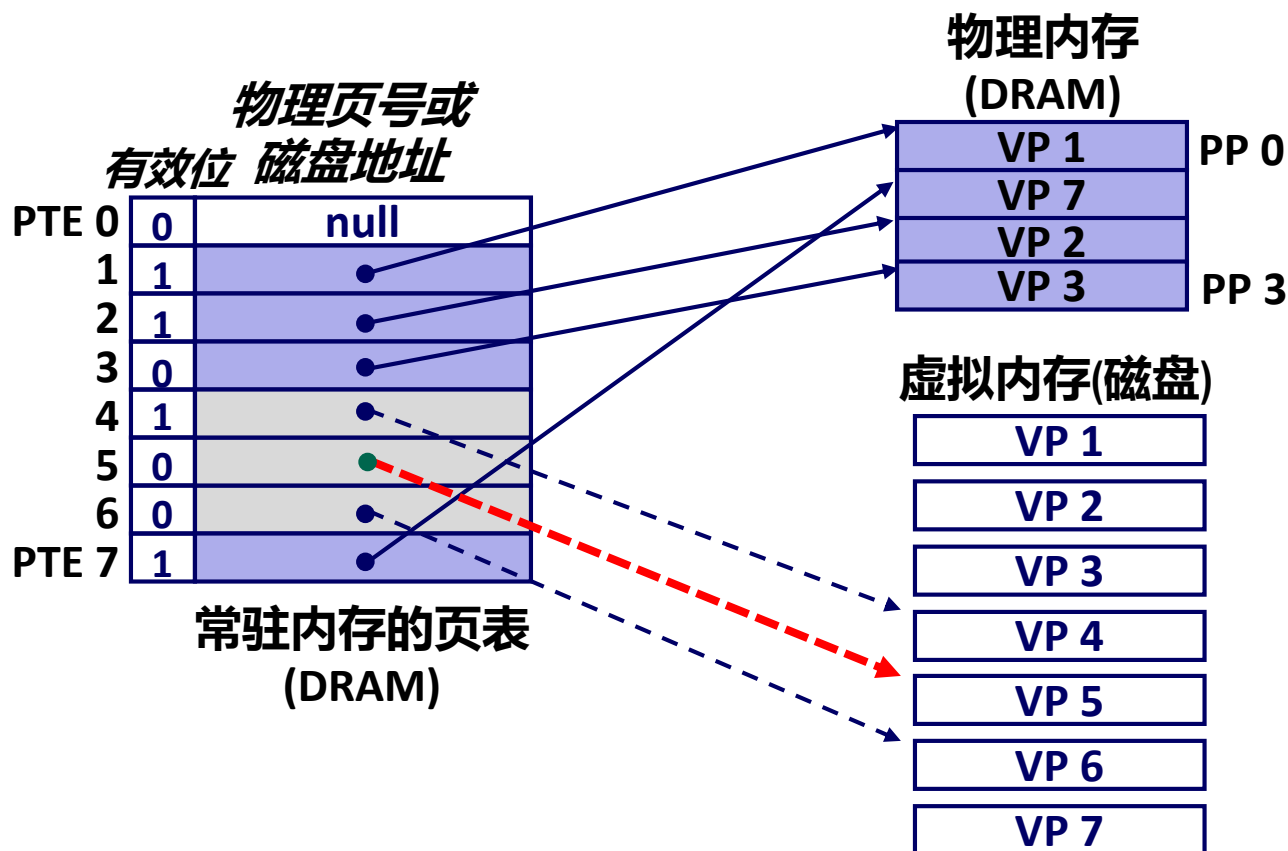 物理内存
(DRAM)
物理页号或
磁盘地址
有效位
VP 1
PP 0
VP 7
VP 2
VP 3
PP 3
PTE 0
0
null
1
1
2
1
3
0
4
1
5
0
6
0
PTE 7
1
常驻内存的页表
(DRAM)
虚拟内存(磁盘)
VP 1
VP 2
VP 3
VP 4
VP 5
VP 6
VP 7